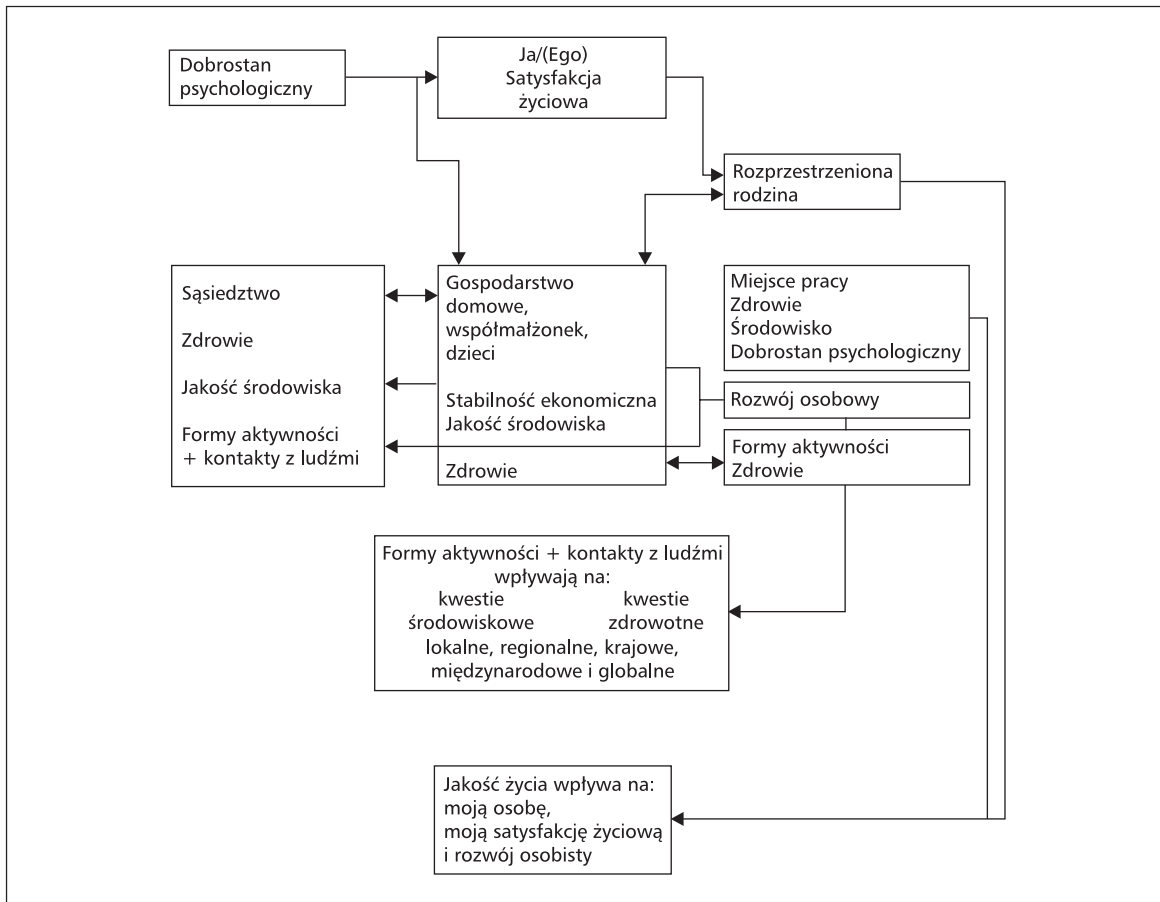 Dobrostan
psychologiczny
Ja/(Ego)
Satysfakcja
życiowa
Rozprzestrzeniona
rodzina
Sąsiedztwo
Zdrowie
Jakość środowiska
Formy aktywności
+ kontakty z ludźmi
Gospodarstwo
domowe,
współmałżonek,
dzieci
Stabilność ekonomiczna
Jakość środowiska
Zdrowie
Miejsce pracy
Zdrowie
Środowisko
Dobrostan psychologiczny
Rozwój osobowy
Formy aktywności
Zdrowie
Formy aktywności + kontakty z ludźmi
wpływają na:
kwestie kwestie
środowiskowe zdrowotne
lokalne, regionalne, krajowe,
międzynarodowe i globalne
Jakość życia wpływa na:
moją osobę,
moją satysfakcję życiową
i rozwój osobisty